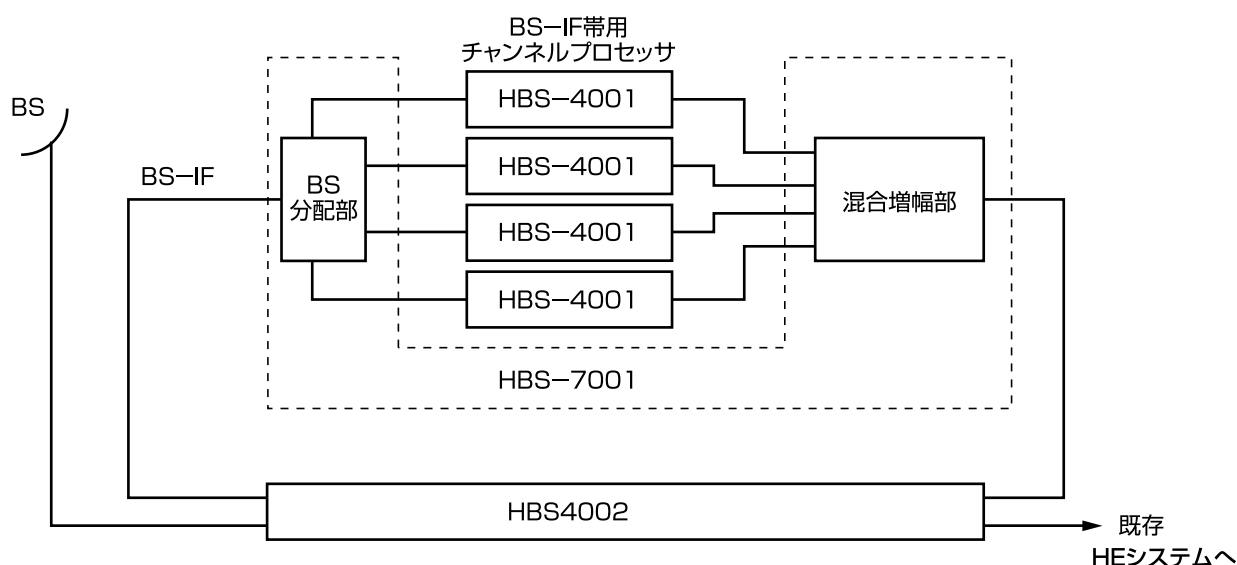 BS−IF帯用
チャンネルプロセッサ
BS
HBS−4001
HBS−4001
BS−IF
BS
分配部
混合増幅部
HBS−4001
HBS−4001
HBS−7001
HBS4002
既存
HEシステムへ